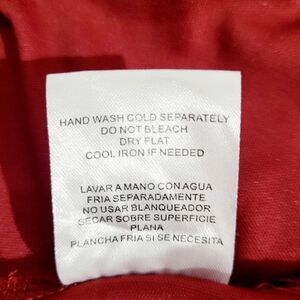 HAND WASH COLD SEPARATELY
DO NOT BLEACH
DRY FLAT
COOL IRON IF NEEDED
LAVAR A MANO CON AGUA
FRIA SEPARADAMENTE
NO USAR BLANQUEADOR
SECAR SOBRE SUPERFICIE
PLANA
PLANCHA FRIA SI SE NECESITA